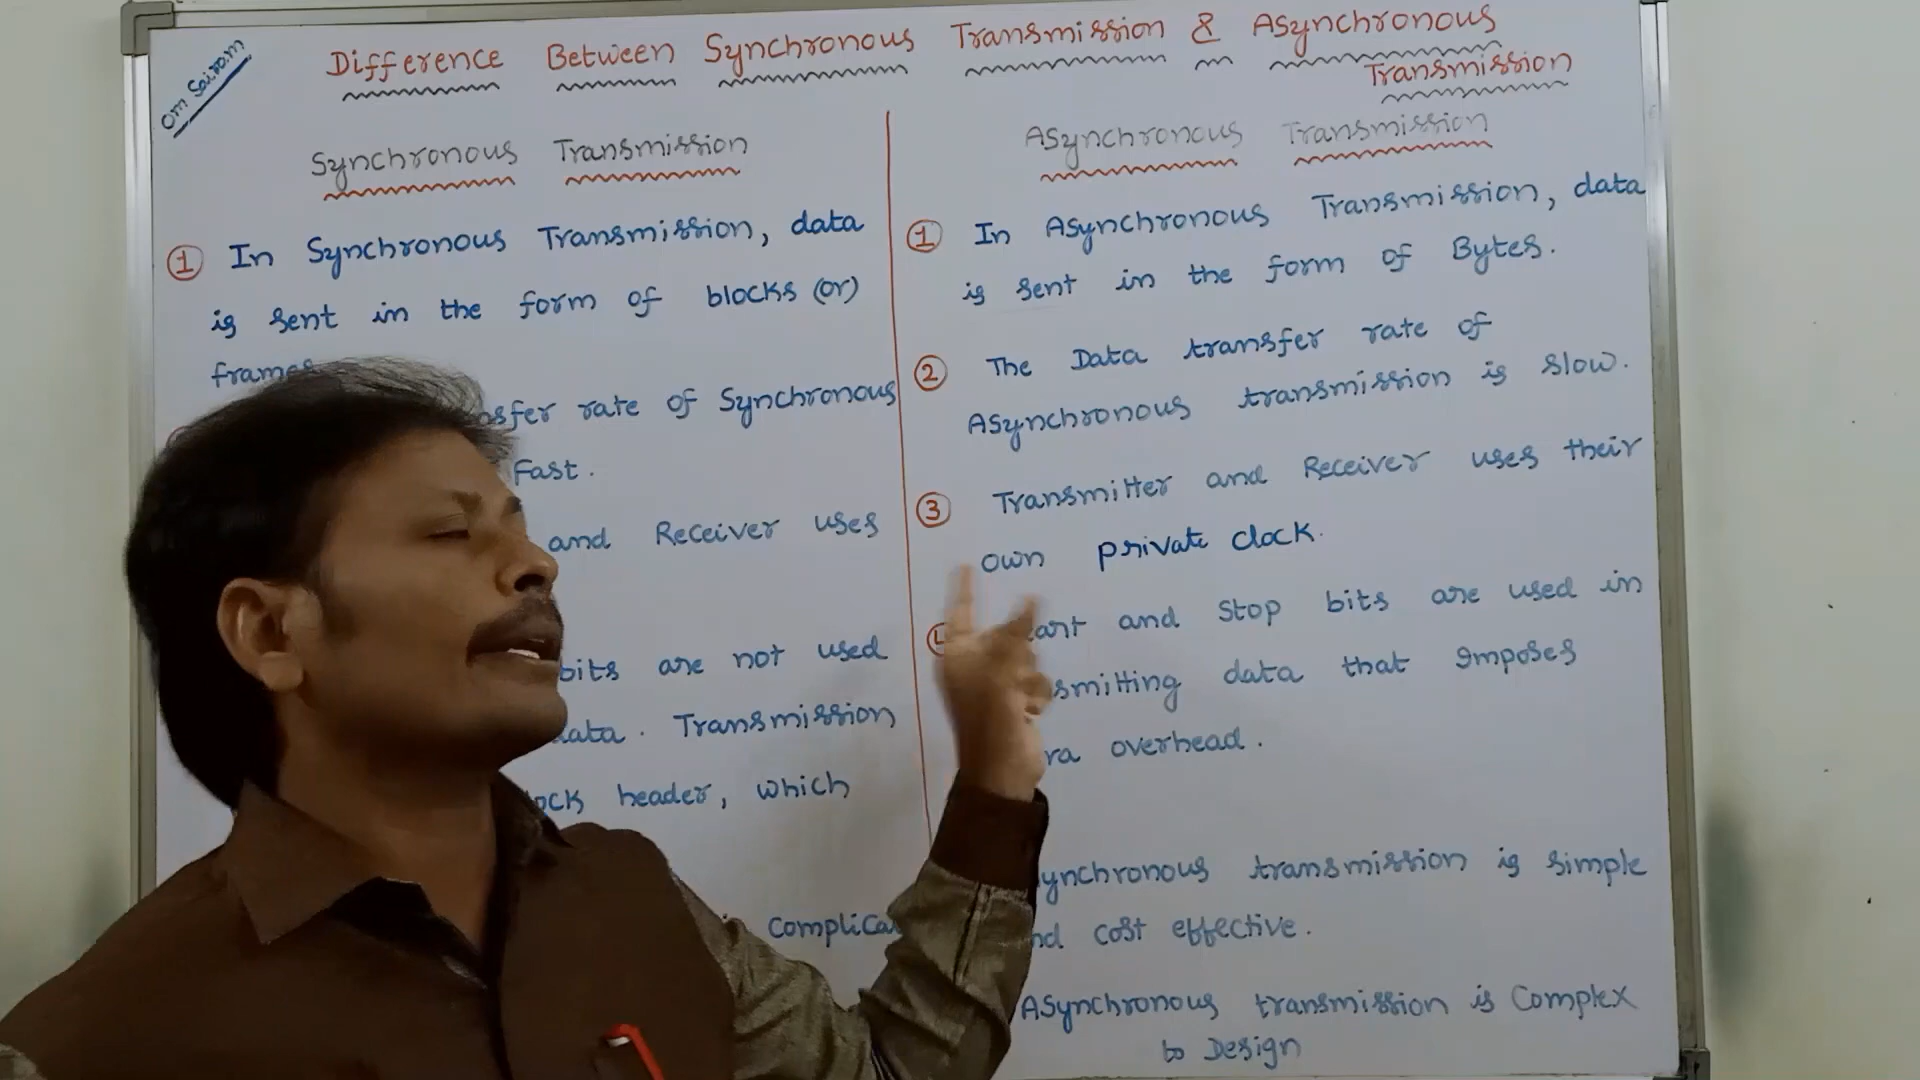 Om Sairam
Difference Between Synchronous Transmission & Asynchronous
Transmission
Synchronous Transmission
① In Synchronous Transmission, data
is sent in the form of blocks (or)
frames
rate of Synchronous
Fast.
and Receiver uses
bits are not used
data. Transmission
header, which
Asynchronous Transmission
① In Asynchronous Transmission, data
is sent in the form of Bytes.
② The Data transfer rate of
Asynchronous transmission is slow.
③ Transmitter and Receiver uses their
own private clock.
and Stop bits are used in
data that Imposes
overhead.
transmission is simple
cost effective.
Asynchronous transmission is Complex
to Design